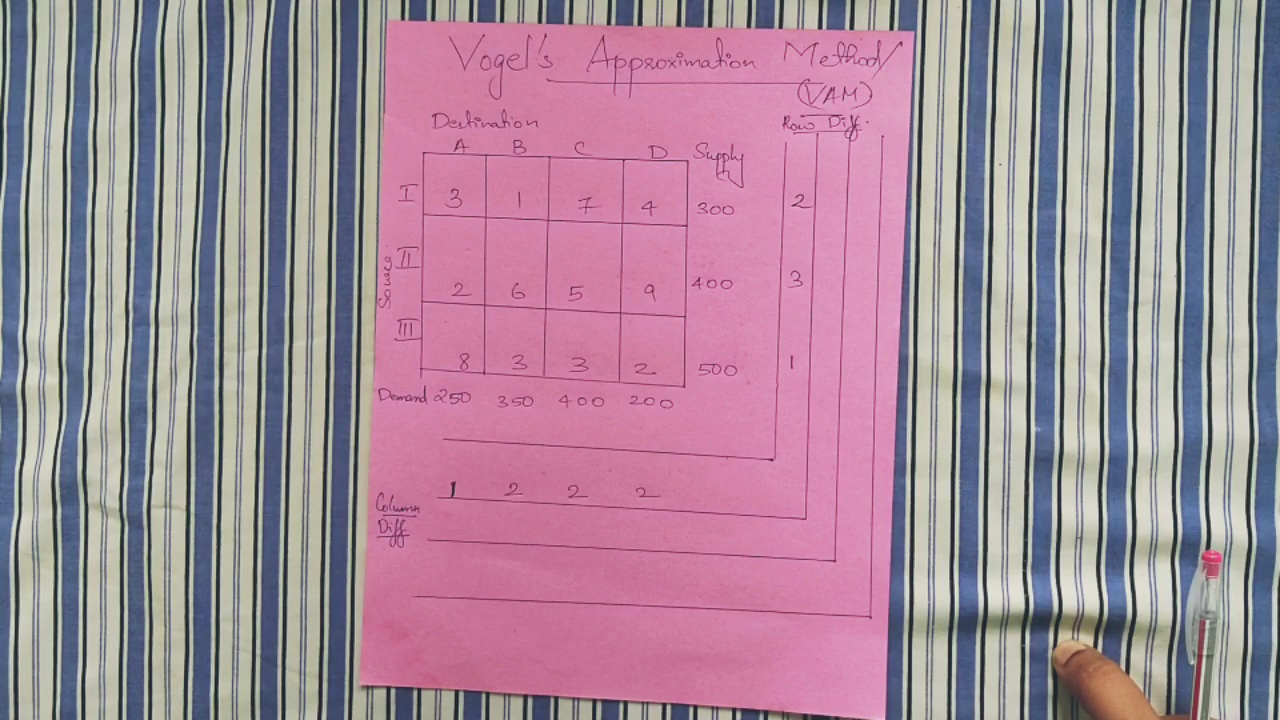 Vogel's Approximation Method
(VAM)
Destination
Row Diff.
A B C D Supply
I 3 1 7 4 300 2
Source
II 2 6 5 9 400 3
III 8 3 3 2 500 1
Demand 250 350 400 200
1 2 2 2
Column
Diff